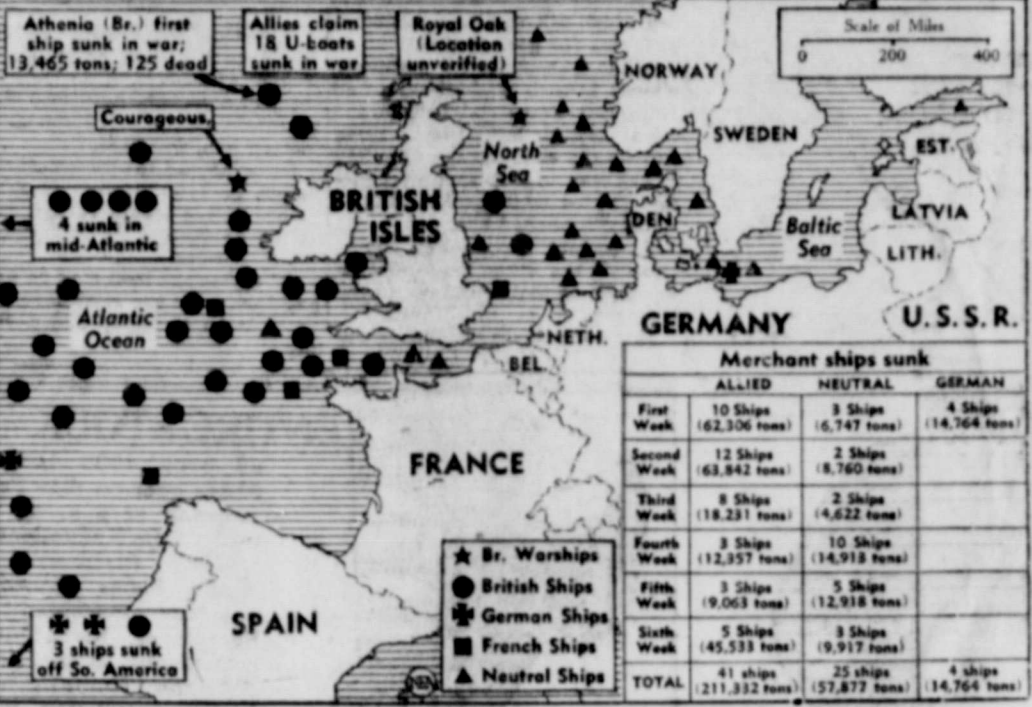 Athenia (Br.) first
ship sunk in war;
13,465 tons; 125 dead
Allies claim
18 U-boats
sunk in war
Royal Oak
(Location
unverified)
Scale of Miles
0 200 400
Courageous
NORWAY
SWEDEN
EST.
North
Sea
4 sunk in
mid-Atlantic
BRITISH
ISLES
DEN.
Baltic
Sea
LATVIA
LITH.
Atlantic
Ocean
NETH.
GERMANY
U.S.S.R.
BEL.
FRANCE
SPAIN
3 ships sunk
off So. America
Br. Warships
British Ships
German Ships
French Ships
Neutral Ships
Merchant ships sunk
ALLIED NEUTRAL GERMAN
First 10 Ships 3 Ships 4 Ships
Week (62,306 tons) (6,747 tons) (14,764 tons)
Second 12 Ships 2 Ships
Week (63,842 tons) (8,760 tons)
Third 8 Ships 2 Ships
Week (18,231 tons) (4,622 tons)
Fourth 3 Ships 10 Ships
Week (12,357 tons) (14,913 tons)
Fifth 3 Ships 5 Ships
Week (9,063 tons) (12,918 tons)
Sixth 5 Ships 3 Ships
Week (45,533 tons) (9,917 tons)
TOTAL 41 ships 25 ships 4 ships
(211,332 tons) (57,877 tons) (14,764 tons)